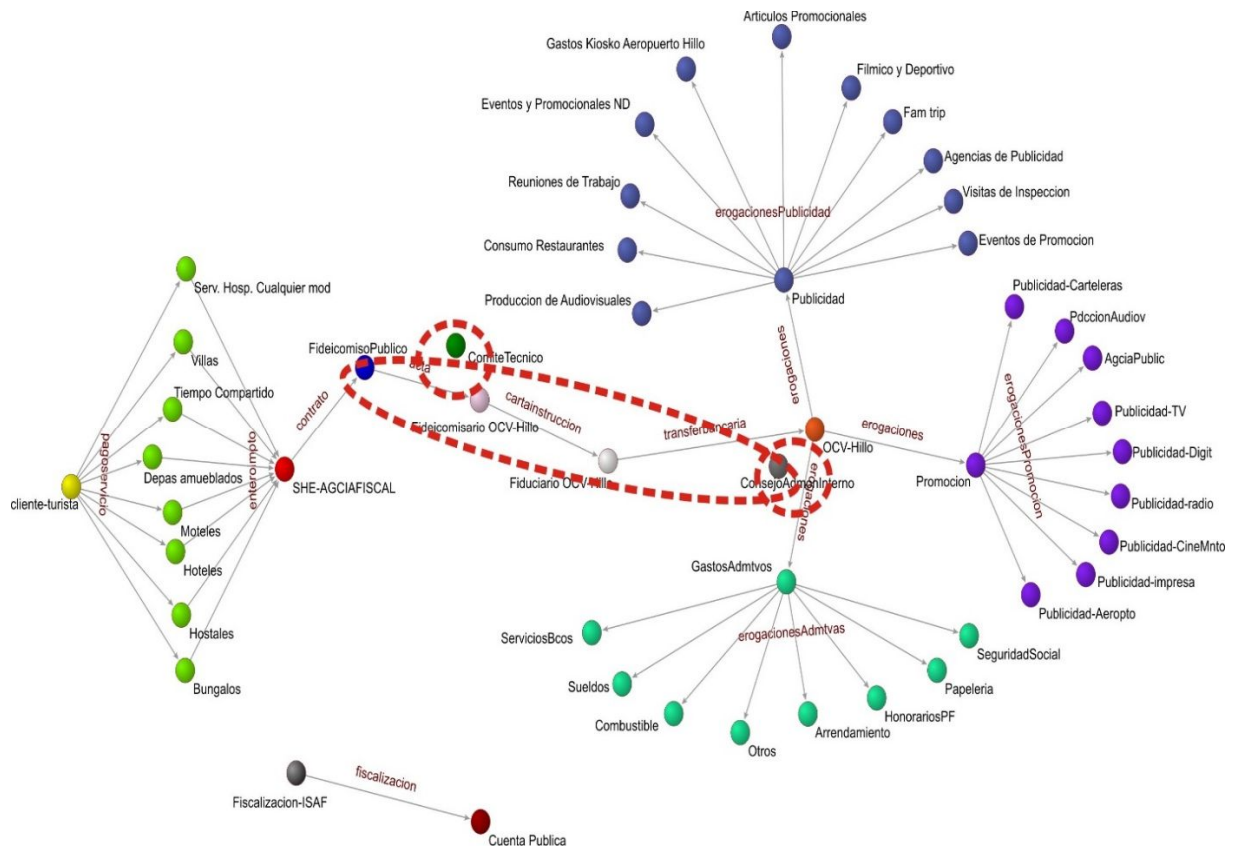 Articulos Promocionales
Gastos Kiosko Aeropuerto Hillo
Filmico y Deportivo
Eventos y Promocionales ND
Fam trip
Agencias de Publicidad
Reuniones de Trabajo
Visitas de Inspeccion
erogacionesPublicidad
Consumo Restaurantes
Eventos de Promocion
Produccion de Audiovisuales
Publicidad
Publicidad-Carteleras
PdccionAudiov
AgciaPublic
erogacionesPromocion
Publicidad-TV
Publicidad-Digit
Publicidad-radio
Publicidad-CineMnto
Publicidad-impresa
Publicidad-Aeropto
Promocion
erogaciones
erogaciones
OCV-Hillo
erogaciones
ConsejoAdmonInterno
transferbancaria
Fiduciario OCV-Hillo
cartainstruccion
Fideicomisario OCV-Hillo
acta
ComiteTecnico
FideicomisoPublico
contrato
SHE-AGCIAFISCAL
enterompto
Serv. Hosp. Cualquier mod
Villas
Tiempo Compartido
Depas amueblados
Moteles
Hoteles
Hostales
Bungalos
pagoservicio
cliente-turista
GastosAdmtvos
erogacionesAdmtvas
ServiciosBcos
Sueldos
Combustible
Otros
Arrendamiento
HonorariosPF
Papeleria
SeguridadSocial
fiscalizacion
Fiscalizacion-ISAF
Cuenta Publica